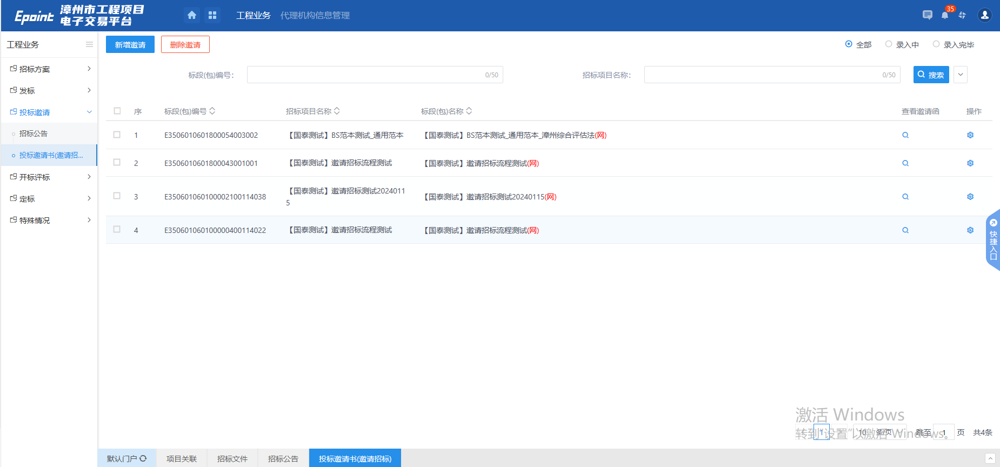 Epoint 漳州市工程项目
电子交易平台
工程业务 代理机构信息管理
35
工程业务
招标方案
发标
投标邀请
招标公告
投标邀请书(邀请招...
开标评标
定标
特殊情况
新增邀请 删除邀请
全部 录入中 录入完毕
标段(包)编号: 0/50 招标项目名称: 0/50 搜索
序 标段(包)编号 招标项目名称 标段(包)名称 查看邀请函 操作
1 E3506010601800054003002 【国泰测试】BS范本测试_通用范本 【国泰测试】BS范本测试_通用范本_漳州综合评估法(网)
2 E3506010601800043001001 【国泰测试】邀请招标流程测试 【国泰测试】邀请招标流程测试(网)
3 E350601060100002100114038 【国泰测试】邀请招标测试2024011
5 【国泰测试】邀请招标测试20240115(网)
4 E350601060100000400114022 【国泰测试】邀请招标流程测试 【国泰测试】邀请招标流程测试(网)
快捷入口
激活 Windows
转到"设置"以激活 Windows。
1 10 条/页 跳至 1 页 共4条
默认门户 项目关联 招标文件 招标公告 投标邀请书(邀请招标)